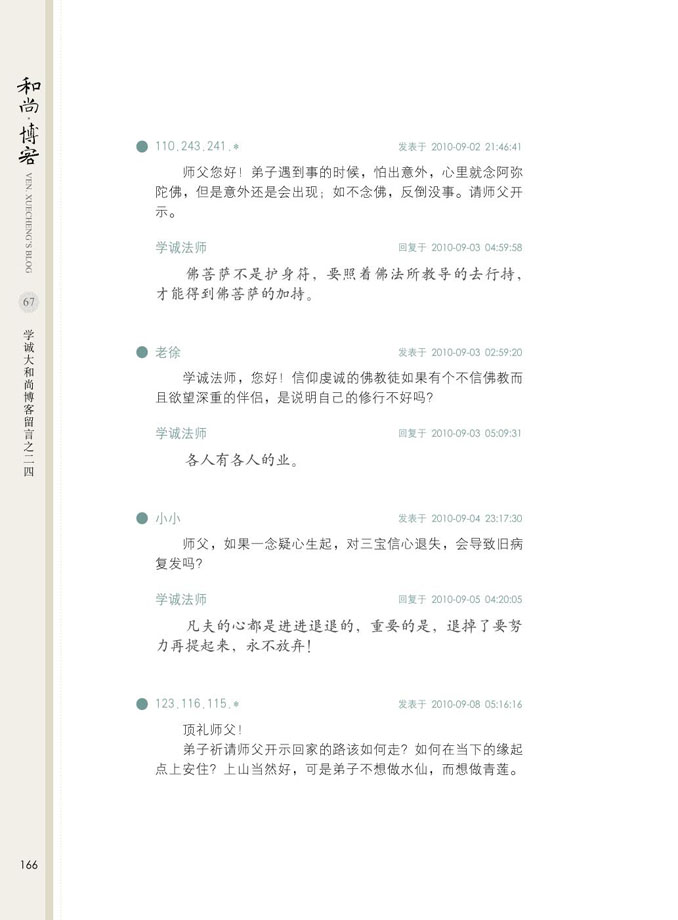 和尚·博客
VEN. XUECHENG'S BLOG
67
学诚大和尚博客留言之二四
110.243.241.* 发表于 2010-09-02 21:46:41
师父您好！弟子遇到事的时候，怕出意外，心里就念阿弥
陀佛，但是意外还是会出现；如不念佛，反倒没事。请师父开
示。
学诚法师 回复于 2010-09-03 04:59:58
佛菩萨不是护身符，要照着佛法所教导的去行持，
才能得到佛菩萨的加持。
老徐 发表于 2010-09-03 02:59:20
学诚法师，您好！信仰虔诚的佛教徒如果有个不信佛教而
且欲望深重的伴侣，是说明自己的修行不好吗？
学诚法师 回复于 2010-09-03 05:09:31
各人有各人的业。
小小 发表于 2010-09-04 23:17:30
师父，如果一念疑心生起，对三宝信心退失，会导致旧病
复发吗？
学诚法师 回复于 2010-09-05 04:20:05
凡夫的心都是进进退退的，重要的是，退掉了要努
力再提起来，永不放弃！
123.116.115.* 发表于 2010-09-08 05:16:16
顶礼师父！
弟子祈请师父开示回家的路该如何走？如何在当下的缘起
点上安住？上山当然好，可是弟子不想做水仙，而想做青莲。
166